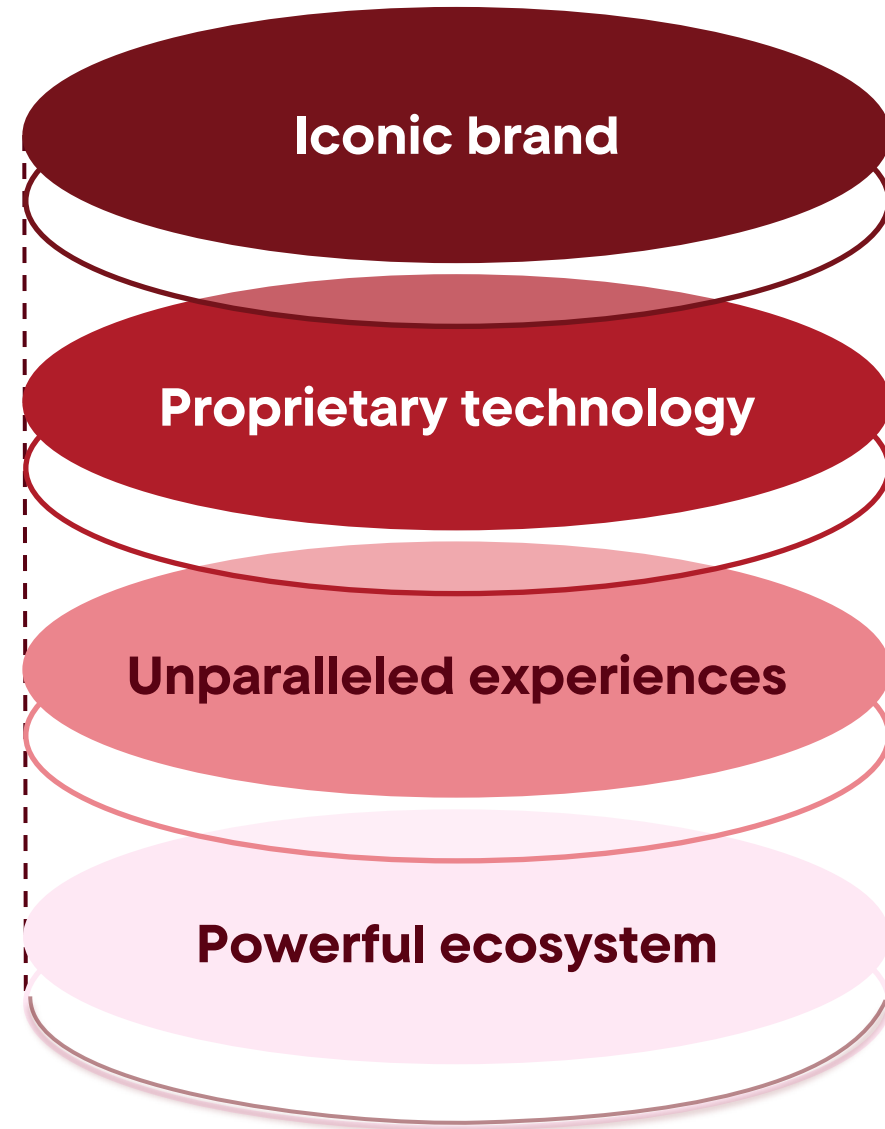 Iconic brand
Proprietary technology
Unparalleled experiences
Powerful ecosystem